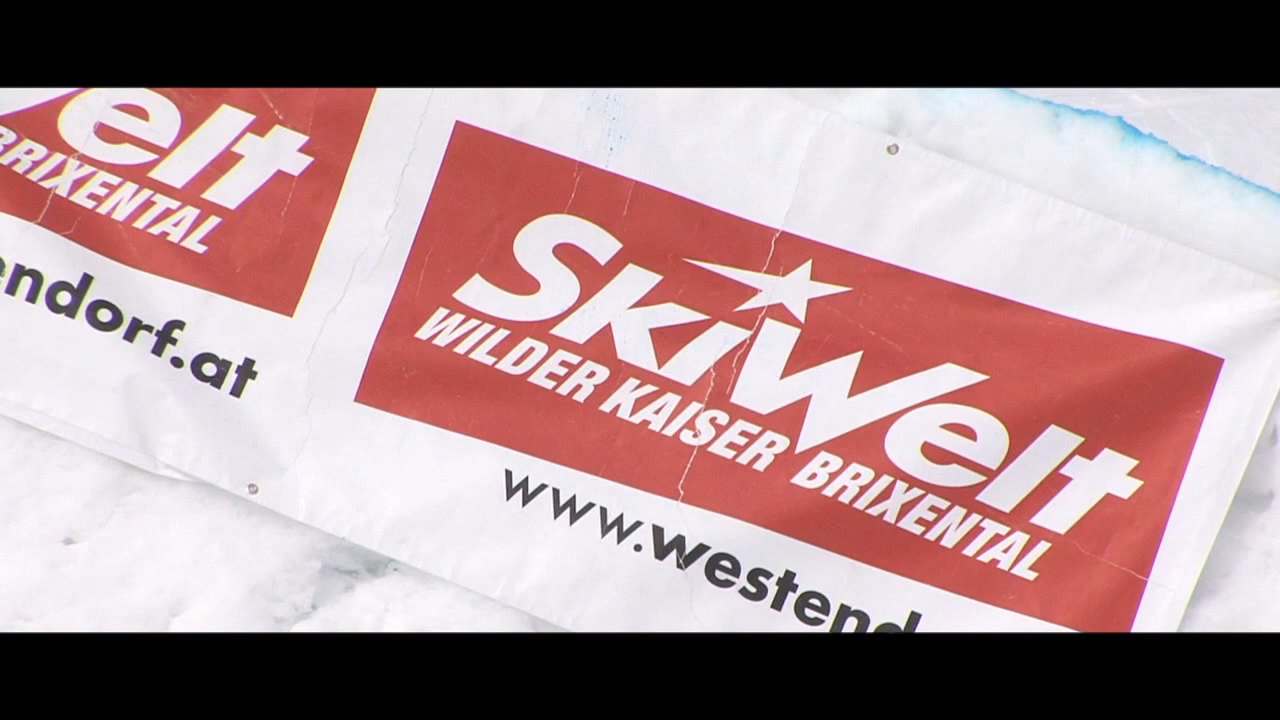 elt
BRIXENTAL
endorf.at
SkiWelt
WILDER KAISER BRIXENTAL
www.westend